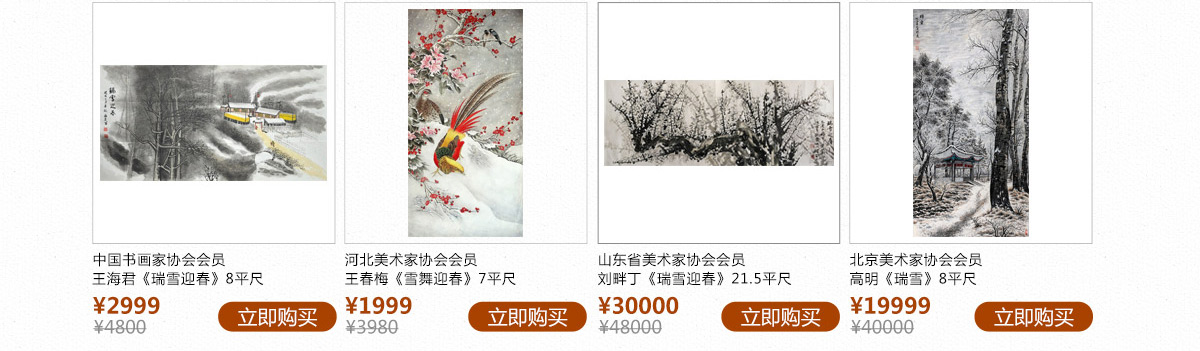 中国书画家协会会员
王海君《瑞雪迎春》8平尺
¥2999
¥4800
立即购买
河北美术家协会会员
王春梅《雪舞迎春》7平尺
¥1999
¥3980
立即购买
山东省美术家协会会员
刘畔丁《瑞雪迎春》21.5平尺
¥30000
¥48000
立即购买
北京美术家协会会员
高明《瑞雪》8平尺
¥19999
¥40000
立即购买